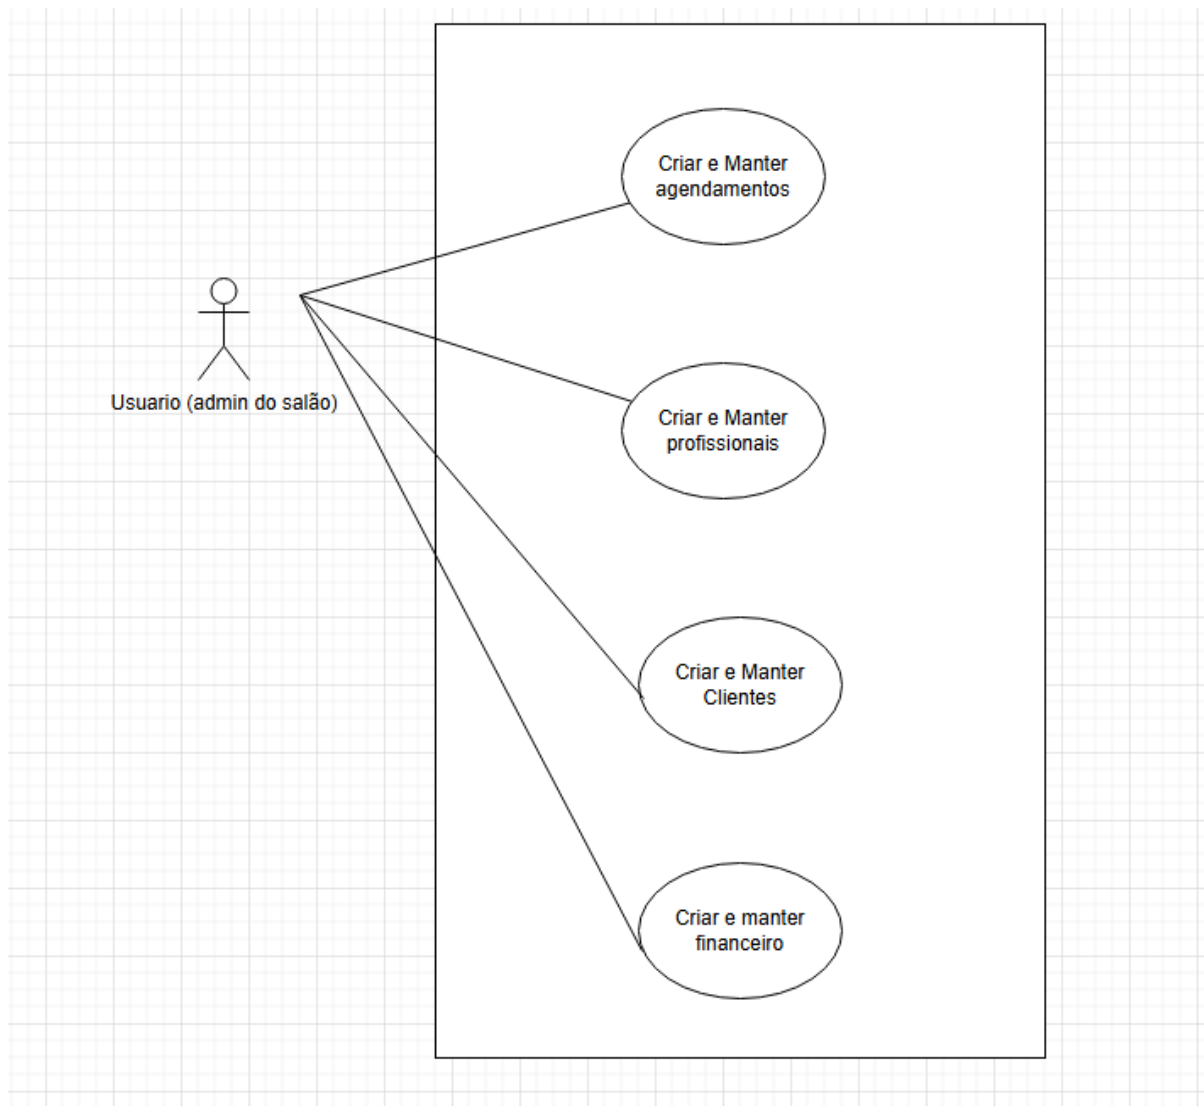 Criar e Manter
agendamentos
Usuario (admin do salão)
Criar e Manter
profissionais
Criar e Manter
Clientes
Criar e manter
financeiro